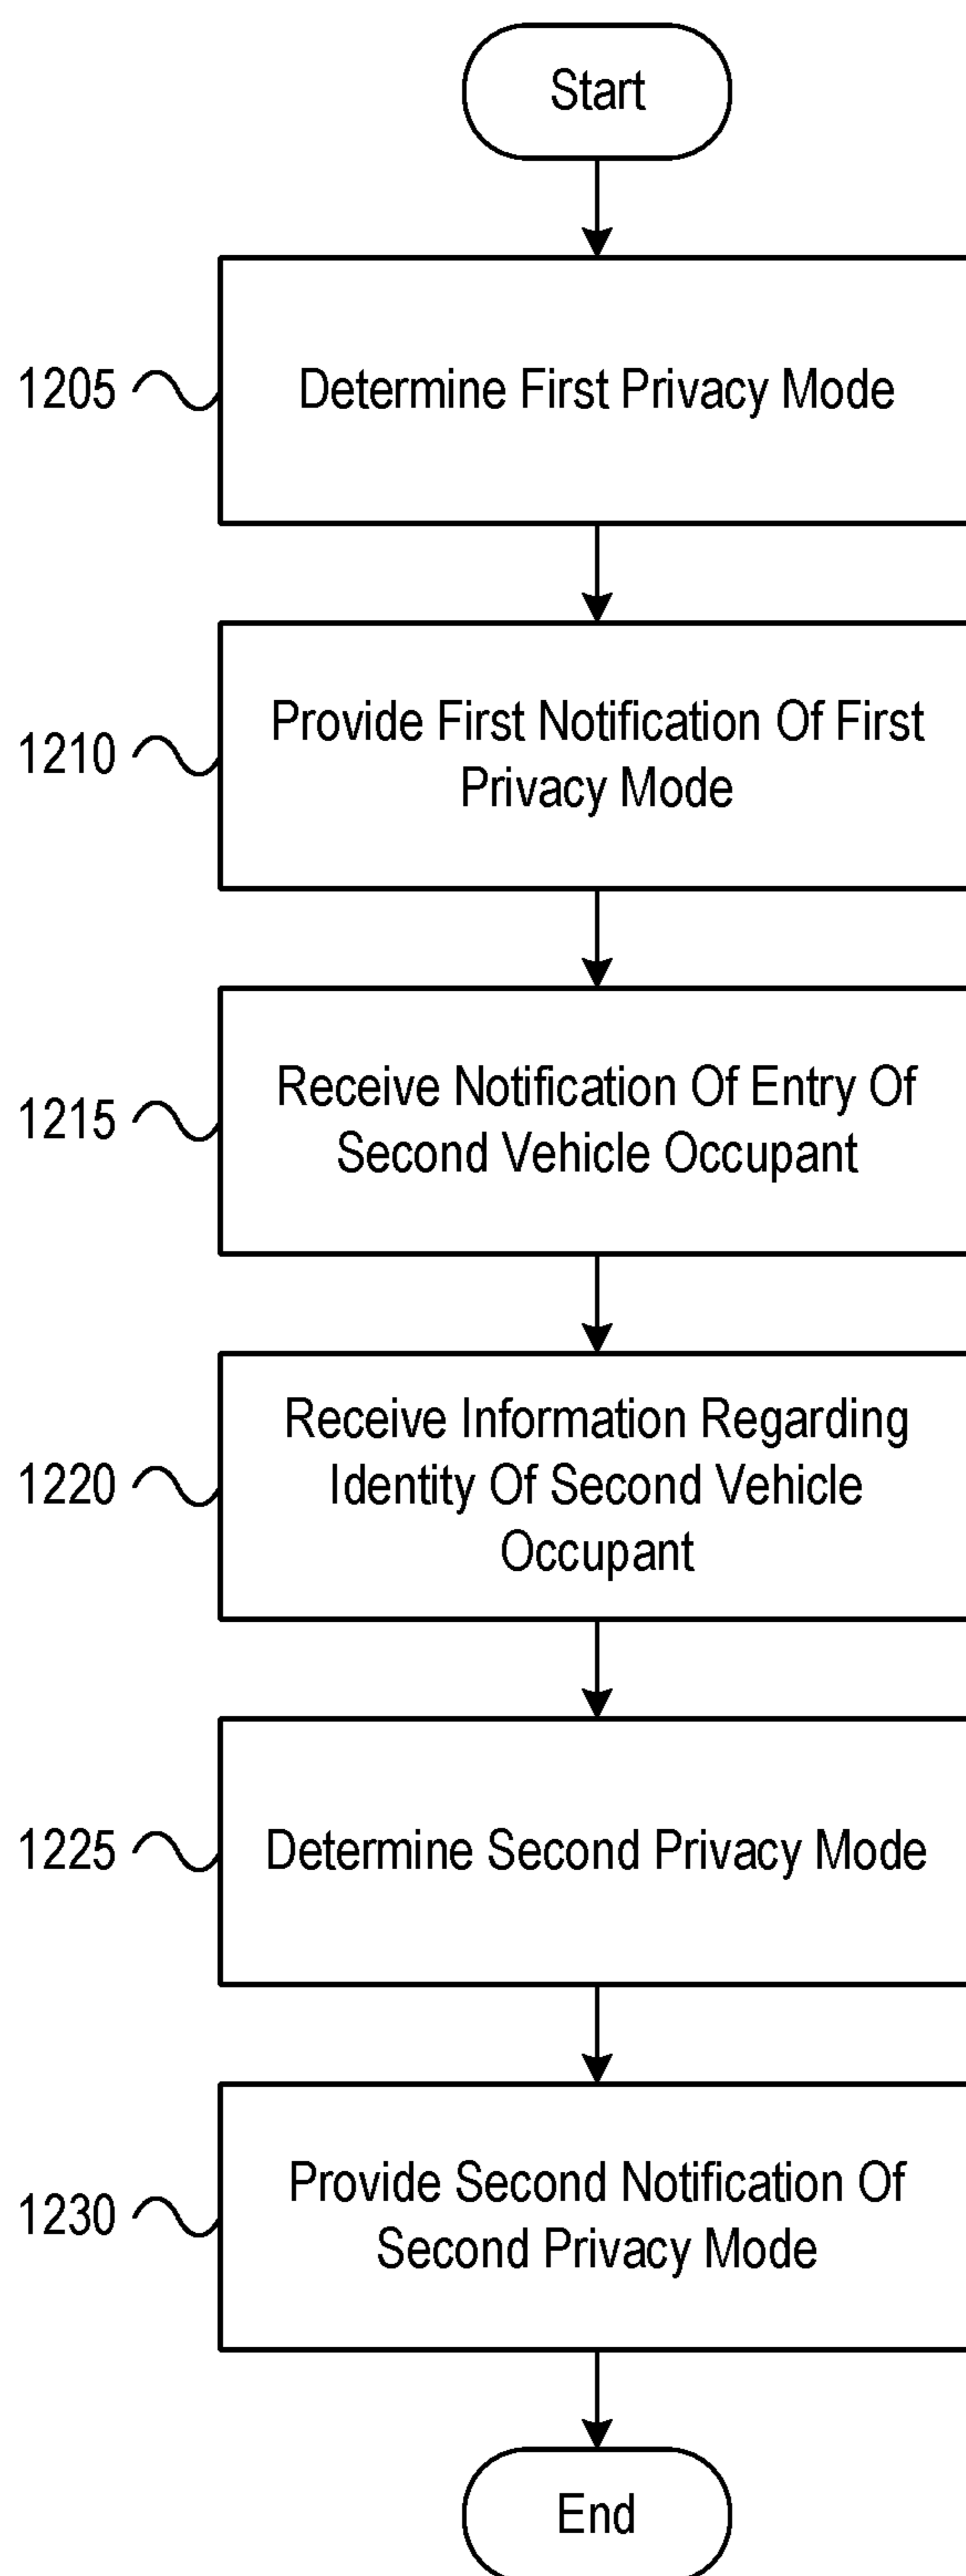 Start
1205
Determine First Privacy Mode
1210
Provide First Notification Of First
Privacy Mode
1215
Receive Notification Of Entry Of
Second Vehicle Occupant
1220
Receive Information Regarding
Identity Of Second Vehicle
Occupant
1225
Determine Second Privacy Mode
1230
Provide Second Notification Of
Second Privacy Mode
End